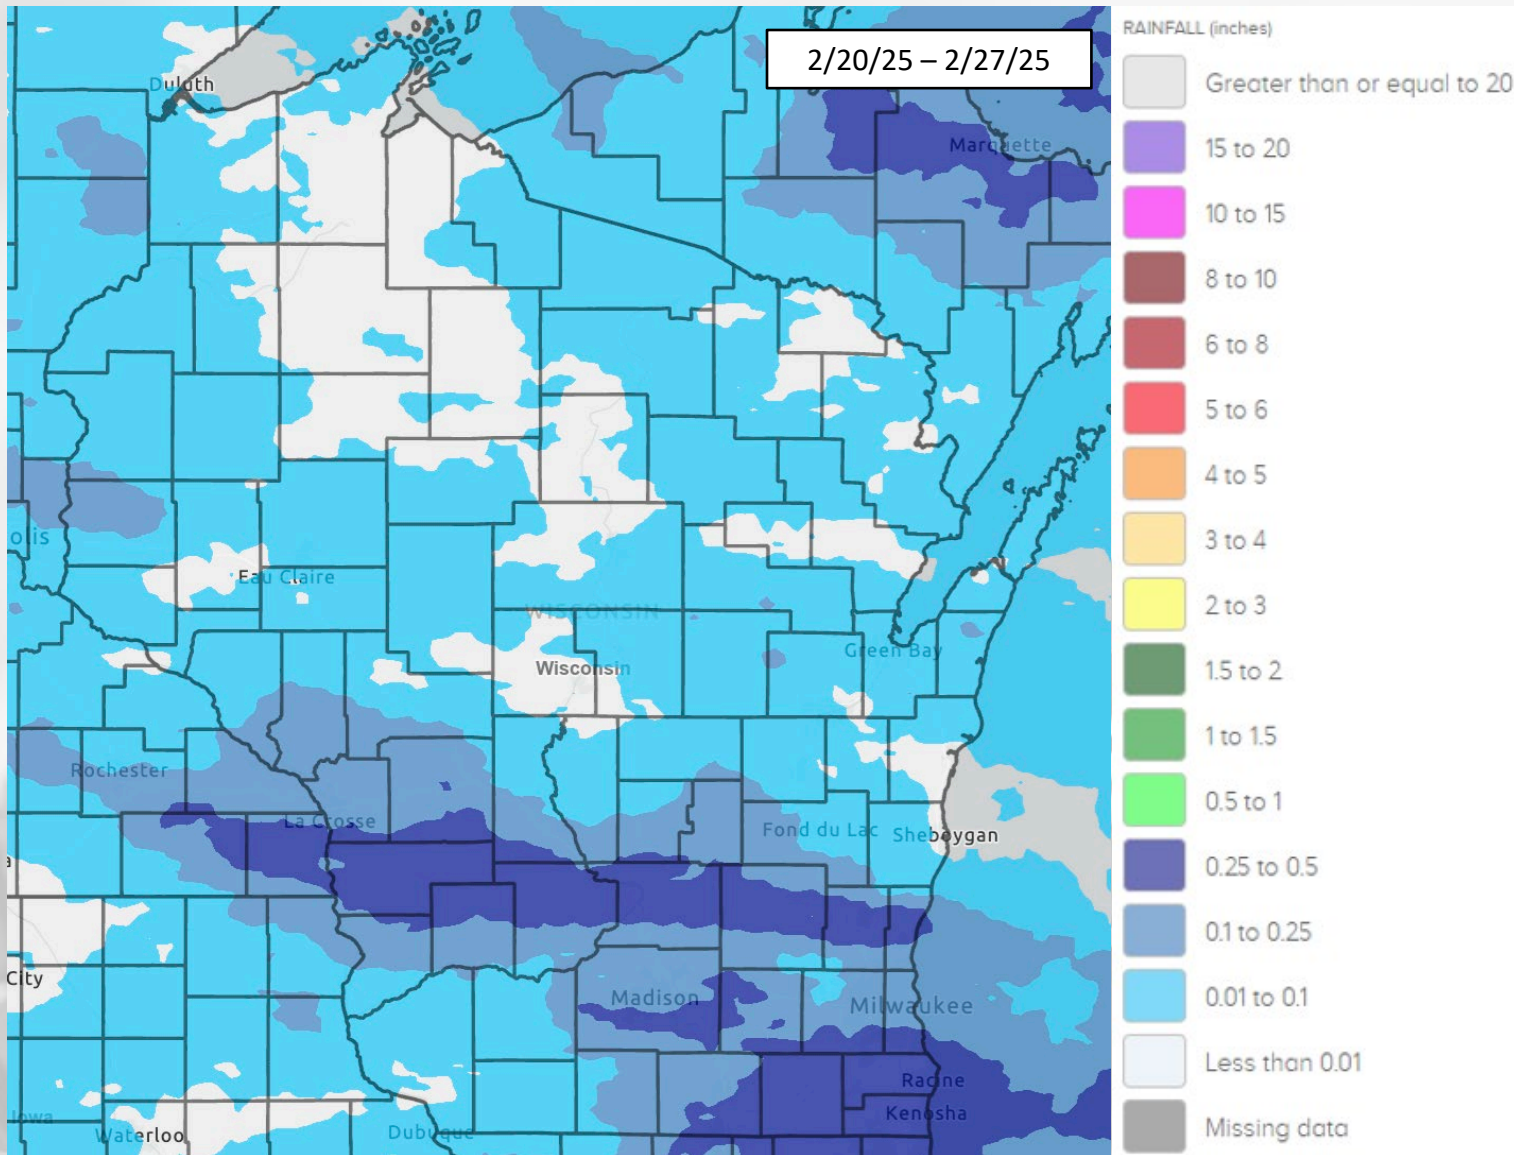 2/20/25 – 2/27/25
Duluth
Marquette
olis
Eau Claire
WISCONSIN
Wisconsin
Green Bay
Rochester
La Crosse
Fond du Lac
Sheboygan
a
City
Madison
Milwaukee
Racine
Kenosha
Iowa
Waterloo
Dubuque
RAINFALL (inches)
Greater than or equal to 20
15 to 20
10 to 15
8 to 10
6 to 8
5 to 6
4 to 5
3 to 4
2 to 3
1.5 to 2
1 to 1.5
0.5 to 1
0.25 to 0.5
0.1 to 0.25
0.01 to 0.1
Less than 0.01
Missing data